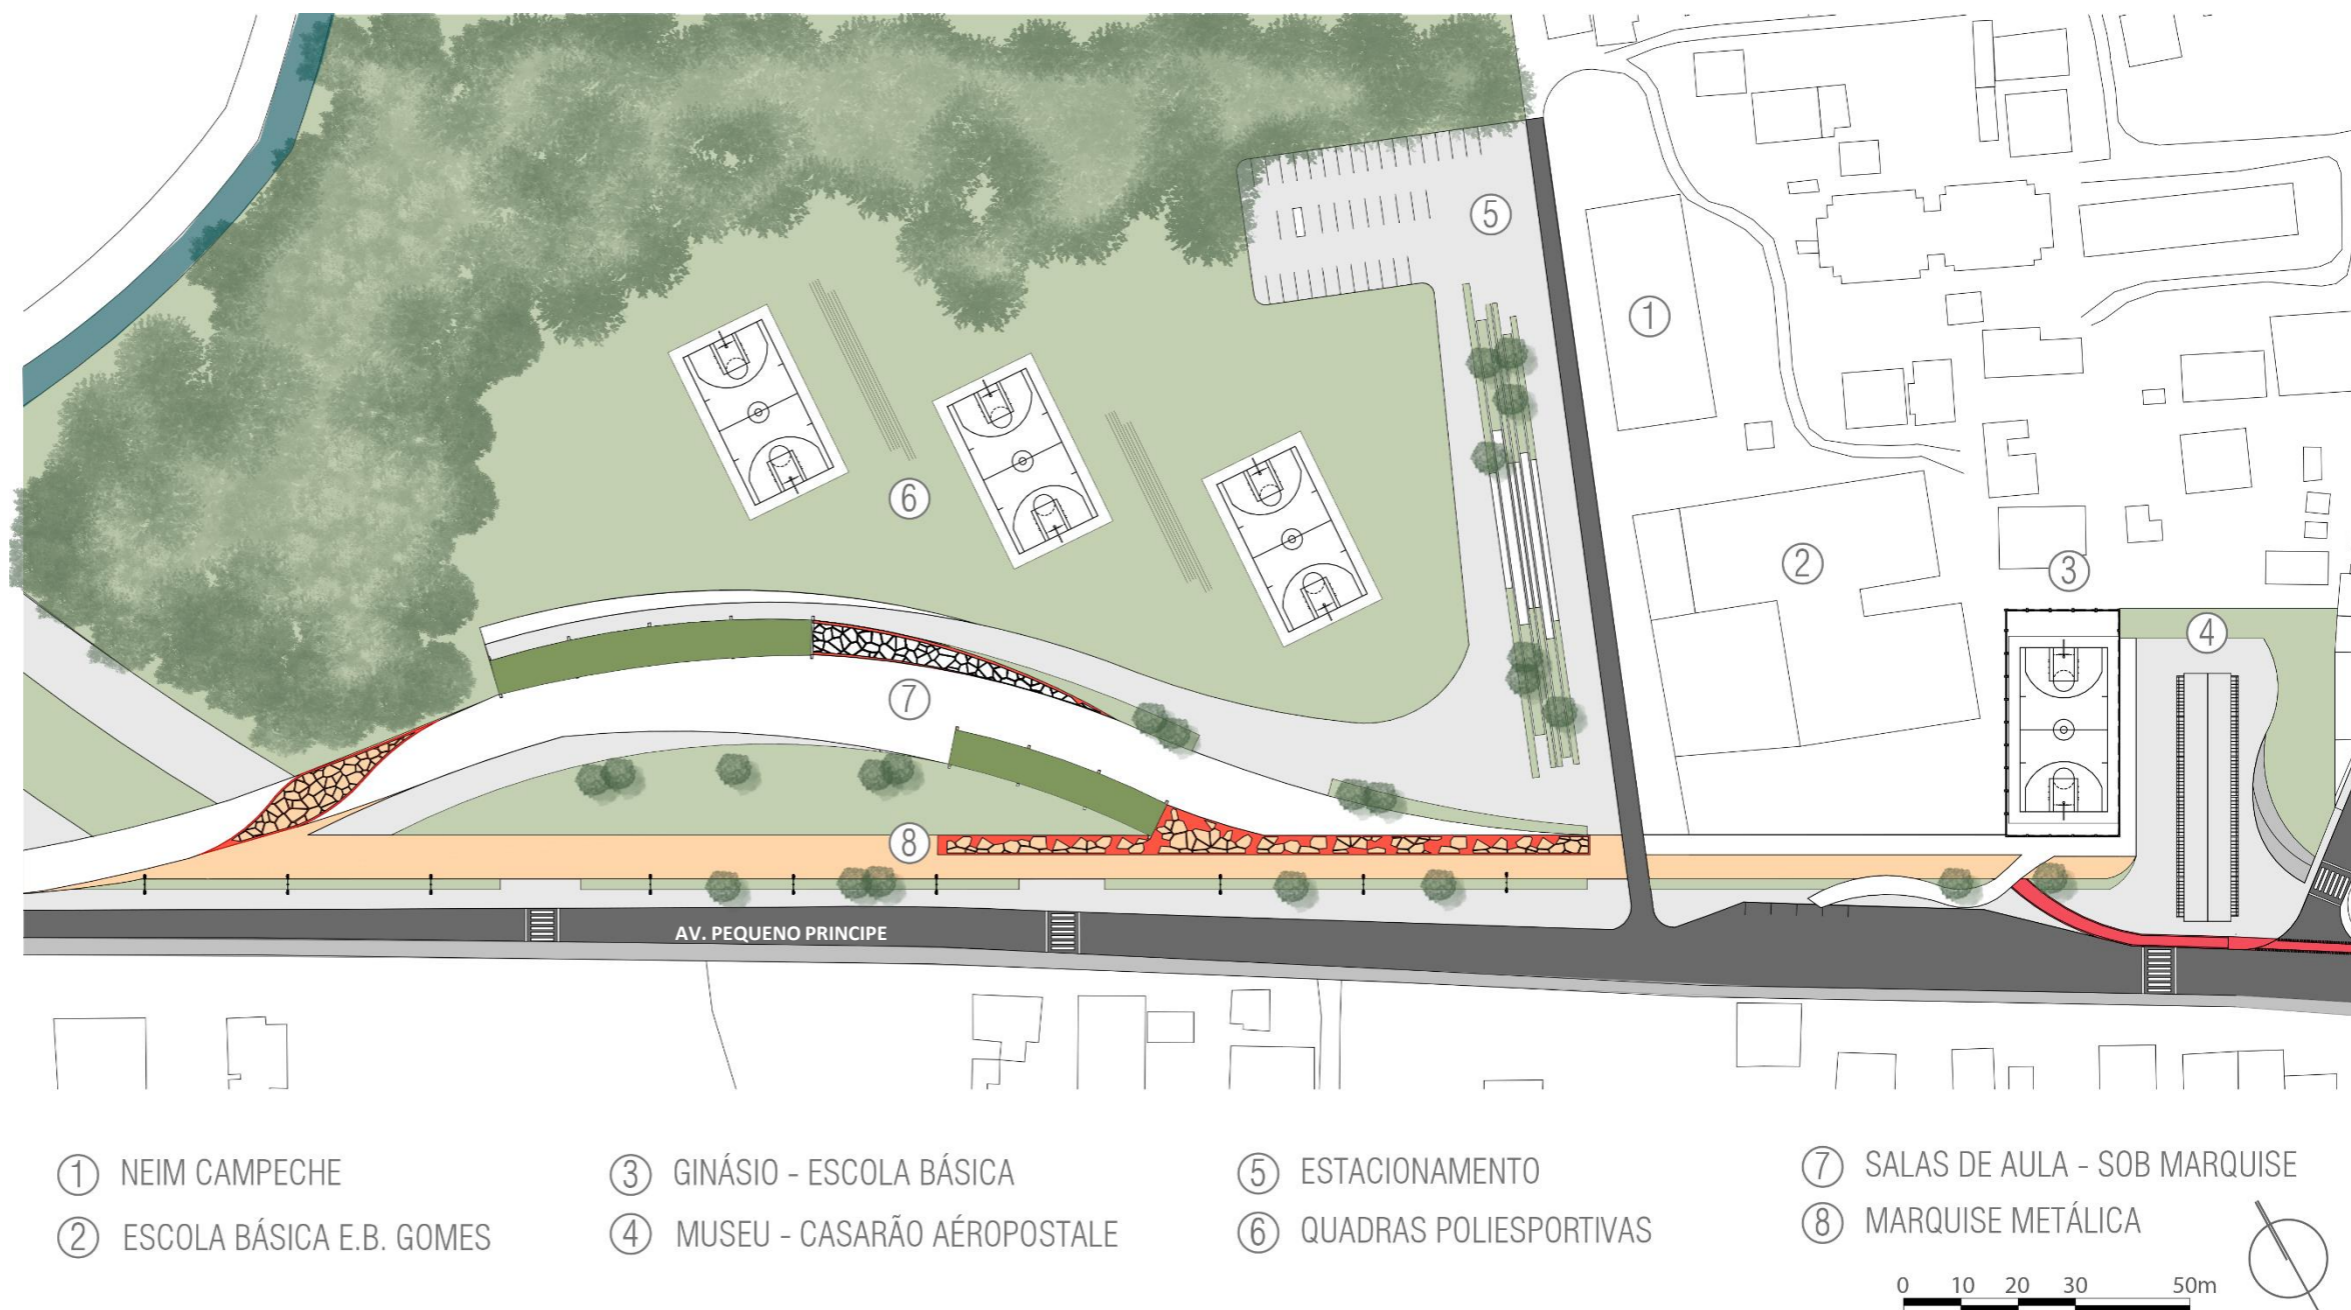 5
1
2
3
6
4
7
8
AV. PEQUENO PRINCIPE
1 NEIM CAMPECHE
2 ESCOLA BÁSICA E.B. GOMES
3 GINÁSIO - ESCOLA BÁSICA
4 MUSEU - CASARÃO AÉROPOSTALE
5 ESTACIONAMENTO
6 QUADRAS POLIESPORTIVAS
7 SALAS DE AULA - SOB MARQUISE
8 MARQUISE METÁLICA
0 10 20 30 50m